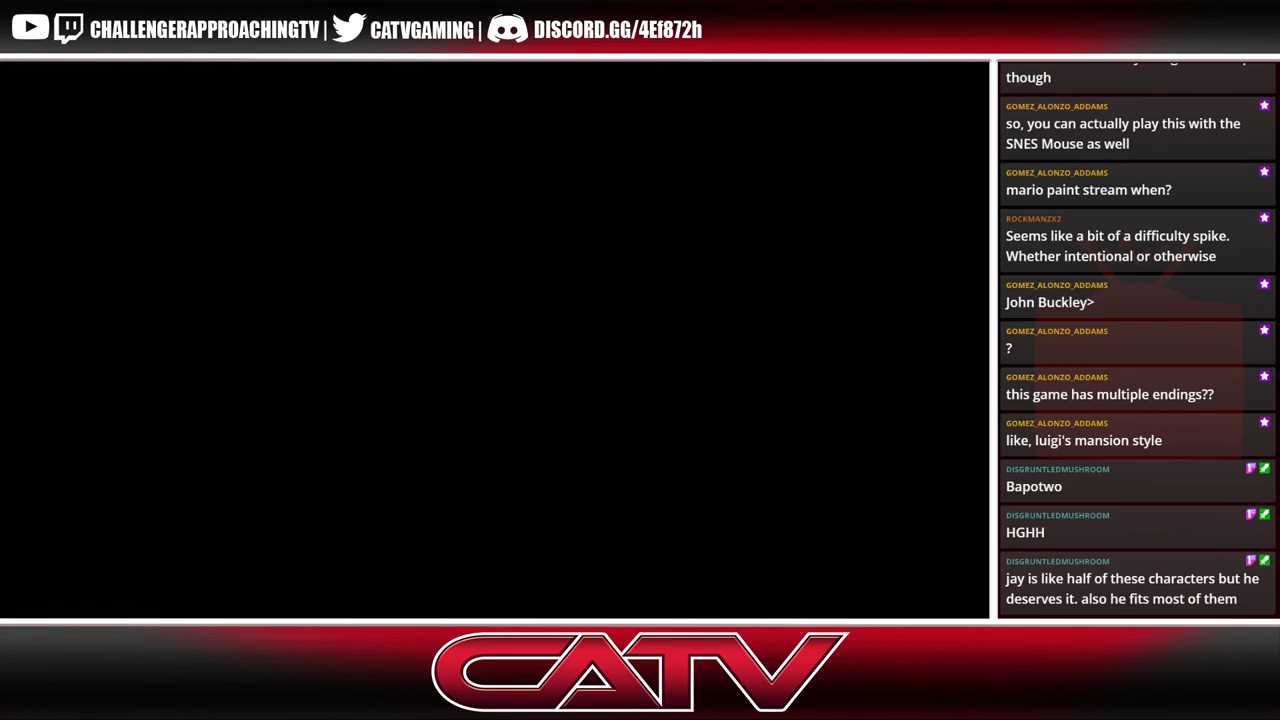 CHALLENGERAPPROACHINGTV | CATVGAMING | DISCORD.GG/4Ef872h
though
GOMEZ_ALONZO_ADDAMS
so, you can actually play this with the
SNES Mouse as well
GOMEZ_ALONZO_ADDAMS
mario paint stream when?
ROCKMANZX2
Seems like a bit of a difficulty spike.
Whether intentional or otherwise
GOMEZ_ALONZO_ADDAMS
John Buckley>
GOMEZ_ALONZO_ADDAMS
?
GOMEZ_ALONZO_ADDAMS
this game has multiple endings??
GOMEZ_ALONZO_ADDAMS
like, luigi's mansion style
DISGRUNTLEDMUSHROOM
Bapotwo
DISGRUNTLEDMUSHROOM
HGHH
DISGRUNTLEDMUSHROOM
jay is like half of these characters but he
deserves it. also he fits most of them
CATV